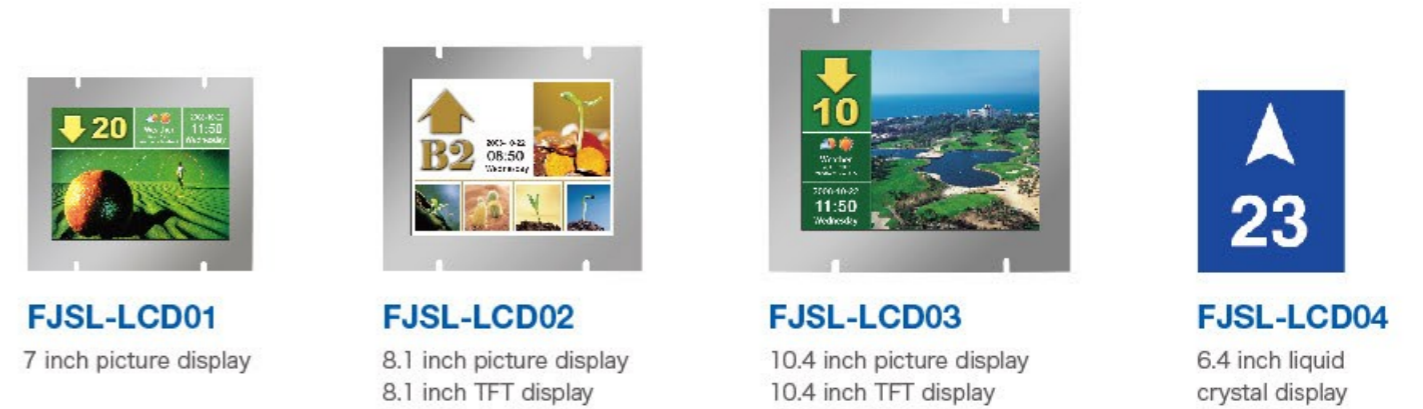 20
Weather
11:50
Wednesday
B2
08:50
Wednesday
10
Weather
11:50
Wednesday
23
FJSL-LCD01
7 inch picture display
FJSL-LCD02
8.1 inch picture display
8.1 inch TFT display
FJSL-LCD03
10.4 inch picture display
10.4 inch TFT display
FJSL-LCD04
6.4 inch liquid
crystal display